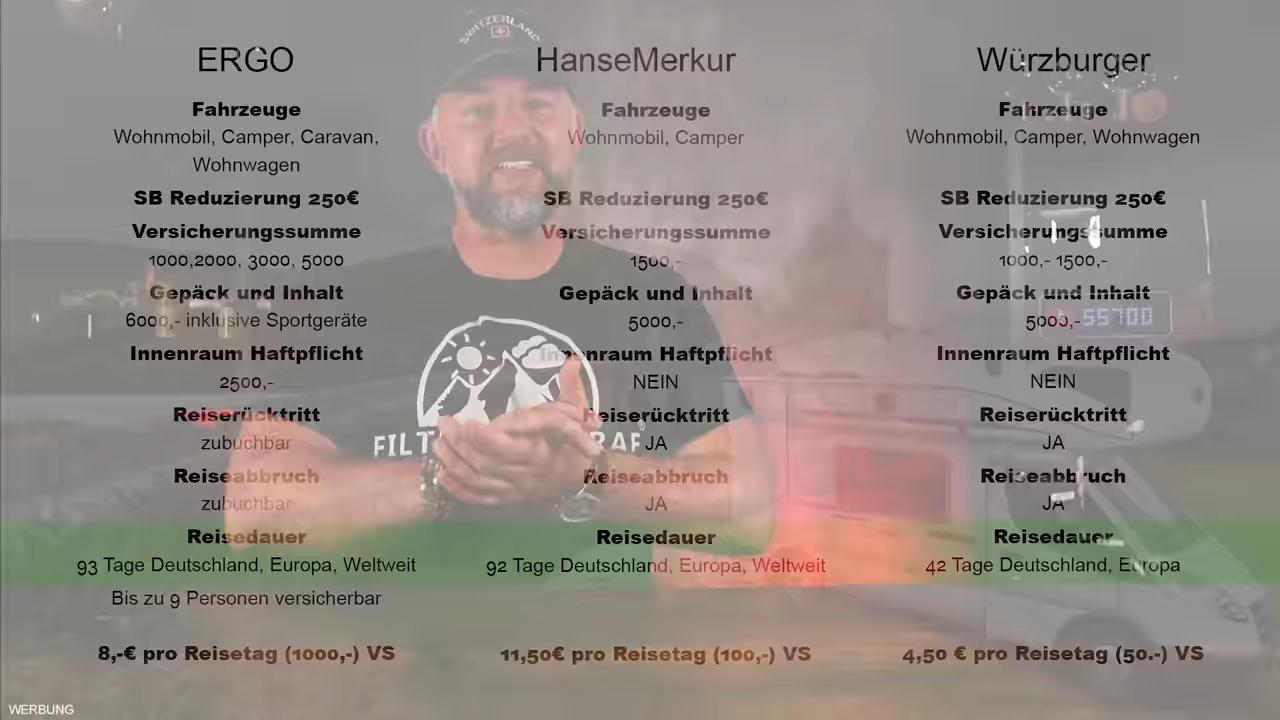 SWITZERLAND
ERGO
Fahrzeuge
Wohnmobil, Camper, Caravan,
Wohnwagen
SB Reduzierung 250€
Versicherungssumme
1000,2000, 3000, 5000
Gepäck und Inhalt
6000,- inklusive Sportgeräte
Innenraum Haftpflicht
2500,-
Reiserücktritt
zubuchbar
Reiseabbruch
zubuchbar
Reisedauer
93 Tage Deutschland, Europa, Weltweit
Bis zu 9 Personen versicherbar
8,-€ pro Reisetag (1000,-) VS
HanseMerkur
Fahrzeuge
Wohnmobil, Camper
SB Reduzierung 250€
Versicherungssumme
1500,-
Gepäck und Inhalt
5000,-
Innenraum Haftpflicht
NEIN
Reiserücktritt
JA
Reiseabbruch
JA
Reisedauer
92 Tage Deutschland, Europa, Weltweit
11,50€ pro Reisetag (100,-) VS
Würzburger
Fahrzeuge
Wohnmobil, Camper, Wohnwagen
SB Reduzierung 250€
Versicherungssumme
1000,- 1500,-
Gepäck und Inhalt
5000,-
Innenraum Haftpflicht
NEIN
Reiserücktritt
JA
Reiseabbruch
JA
Reisedauer
42 Tage Deutschland, Europa
4,50 € pro Reisetag (50.-) VS
WERBUNG